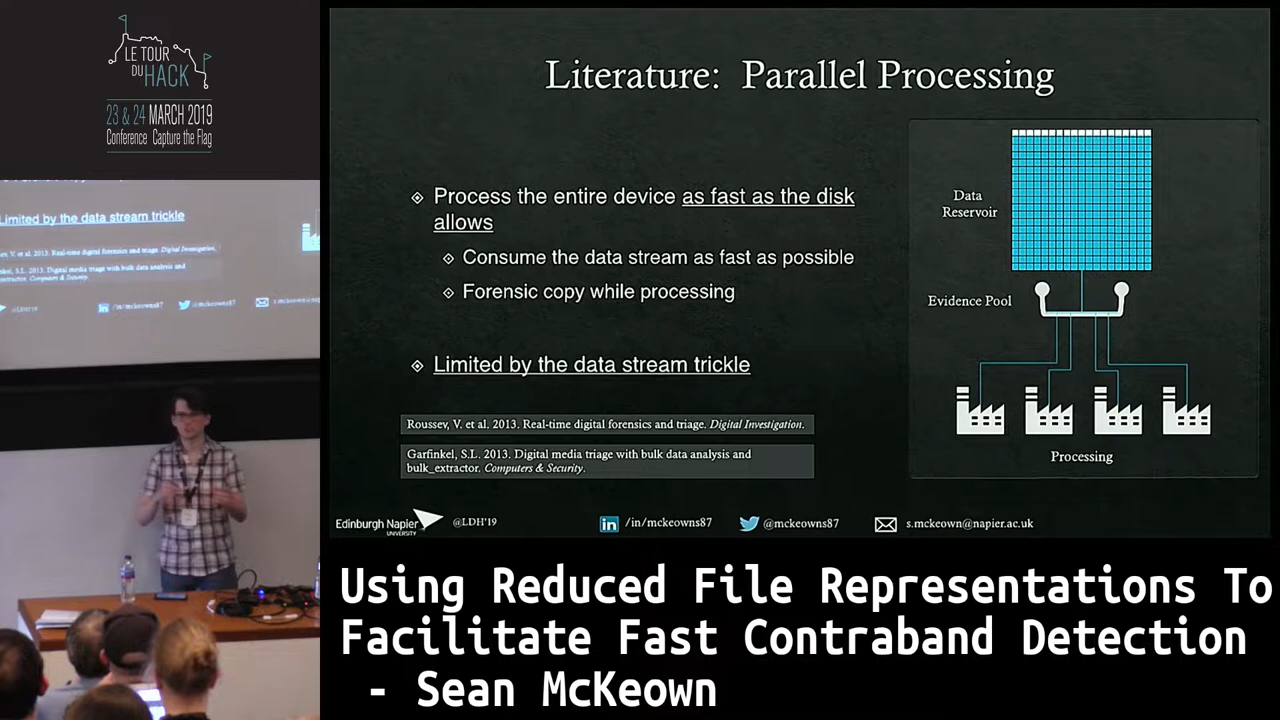 LE TOUR
DU HACK
23 & 24 MARCH 2019
Conference Capture the Flag
Limited by the data stream trickle
Literature: Parallel Processing
Process the entire device as fast as the disk
allows
Consume the data stream as fast as possible
Forensic copy while processing
Limited by the data stream trickle
Roussev, V. et al. 2013. Real-time digital forensics and triage. Digital Investigation.
Garfinkel, S.L. 2013. Digital media triage with bulk data analysis and
bulk_extractor. Computers & Security.
Data
Reservoir
Evidence Pool
Processing
Edinburgh Napier
UNIVERSITY
@LDH'19
in /in/mckeowns87
@mckeowns87
s.mckeown@napier.ac.uk
Using Reduced File Representations To
Facilitate Fast Contraband Detection
- Sean McKeown